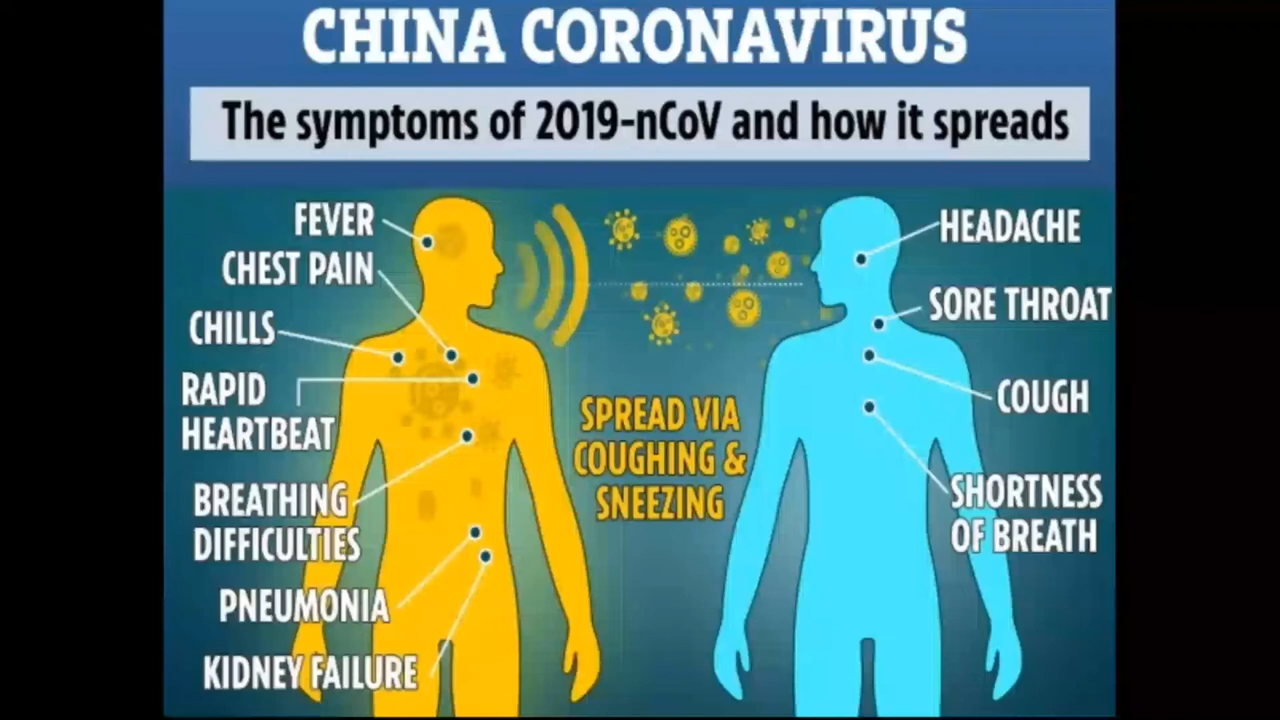 CHINA CORONAVIRUS
The symptoms of 2019-nCoV and how it spreads
FEVER
CHEST PAIN
CHILLS
RAPID
HEARTBEAT
BREATHING
DIFFICULTIES
PNEUMONIA
KIDNEY FAILURE
SPREAD VIA
COUGHING &
SNEEZING
HEADACHE
SORE THROAT
COUGH
SHORTNESS
OF BREATH